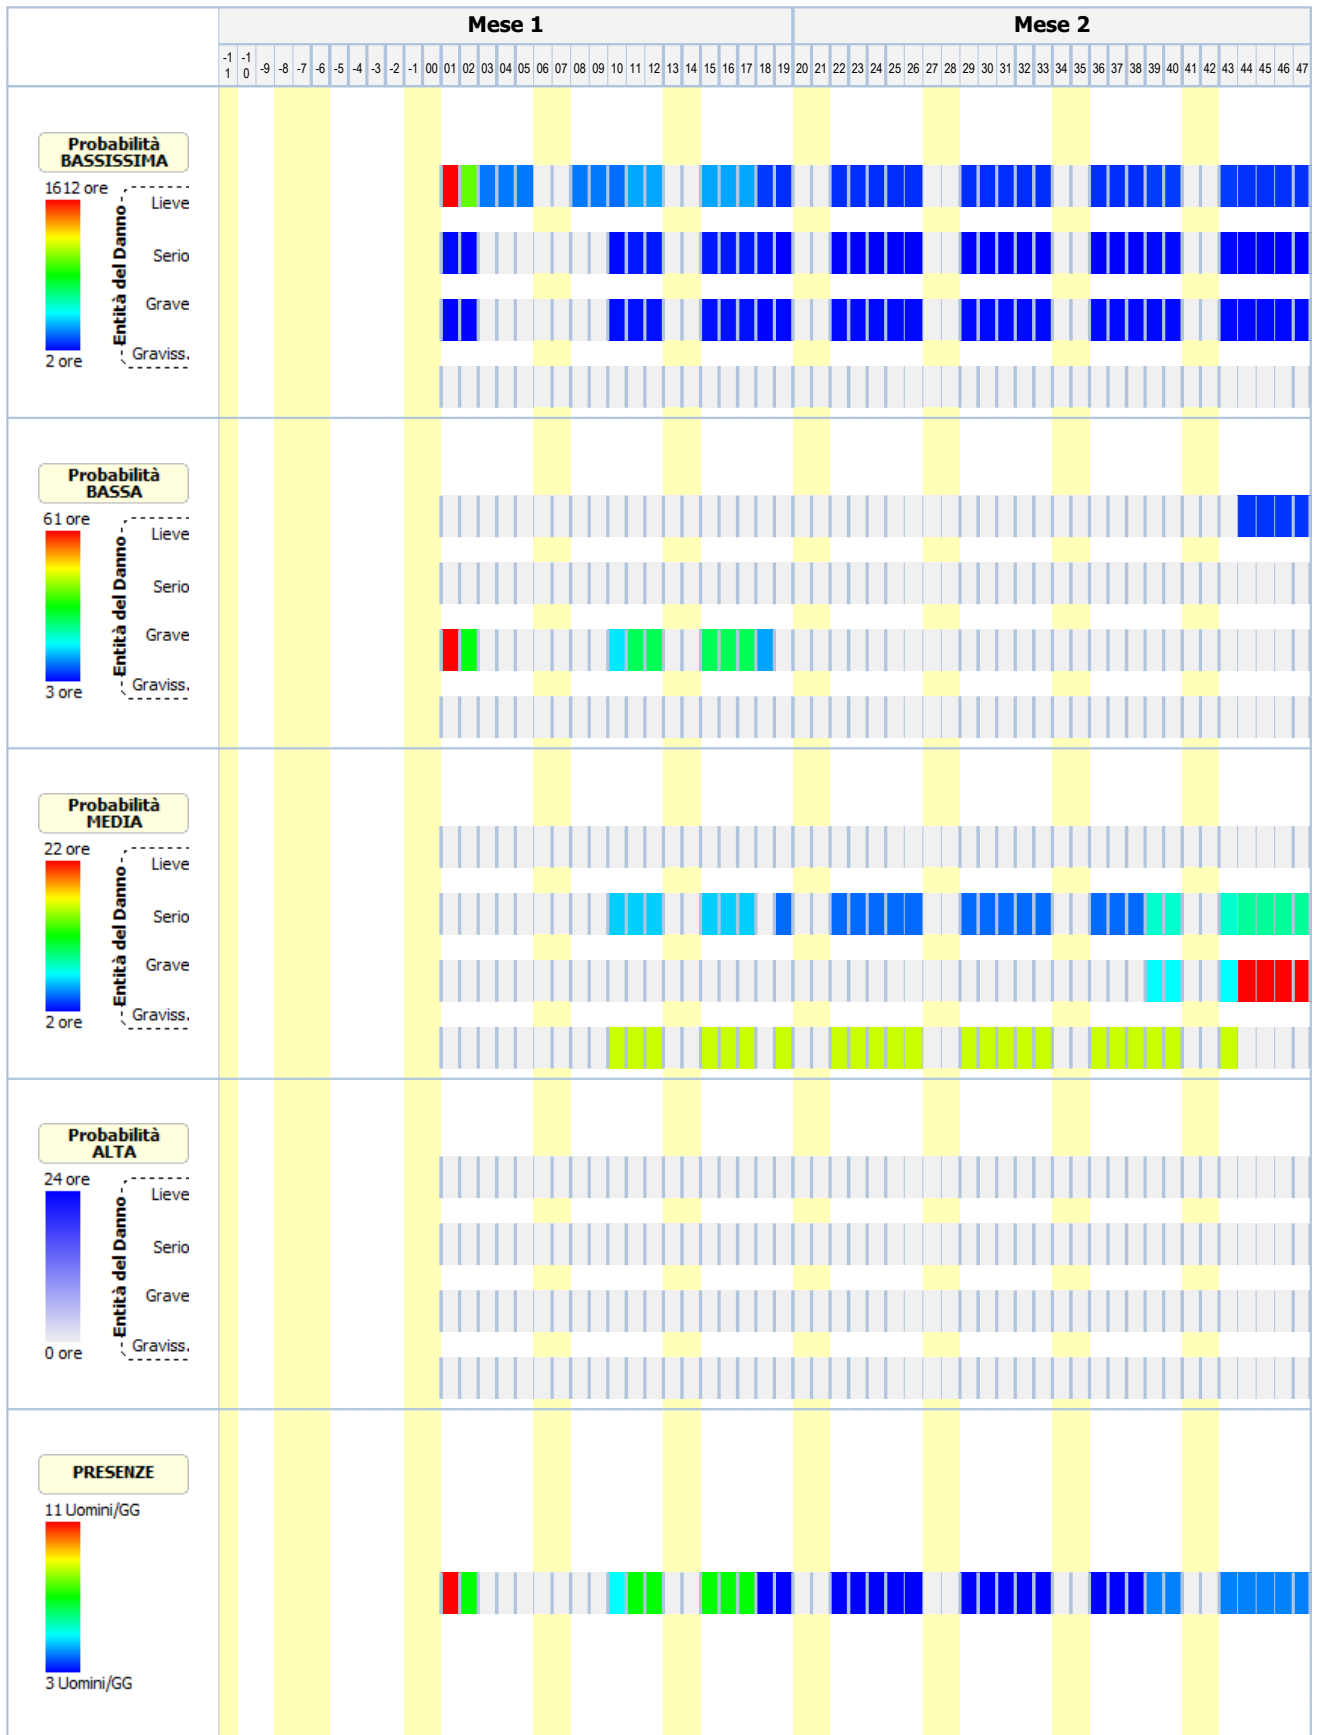 Mese 1 Mese 2
-11 -10 -9 -8 -7 -6 -5 -4 -3 -2 -1 00 01 02 03 04 05 06 07 08 09 10 11 12 13 14 15 16 17 18 19 20 21 22 23 24 25 26 27 28 29 30 31 32 33 34 35 36 37 38 39 40 41 42 43 44 45 46 47
Probabilità
BASSISSIMA
1612 ore
Entità del Danno
Lieve
Serio
Grave
Graviss.
2 ore
Probabilità
BASSA
61 ore
Entità del Danno
Lieve
Serio
Grave
Graviss.
3 ore
Probabilità
MEDIA
22 ore
Entità del Danno
Lieve
Serio
Grave
Graviss.
2 ore
Probabilità
ALTA
24 ore
Entità del Danno
Lieve
Serio
Grave
Graviss.
0 ore
PRESENZE
11 Uomini/GG
3 Uomini/GG